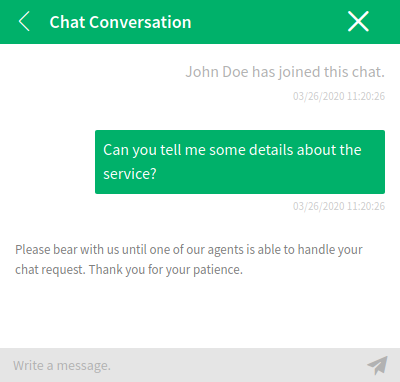 Chat Conversation
John Doe has joined this chat.
03/26/2020 11:20:26
Can you tell me some details about the
service?
03/26/2020 11:20:26
Please bear with us until one of our agents is able to handle your
chat request. Thank you for your patience.
Write a message.